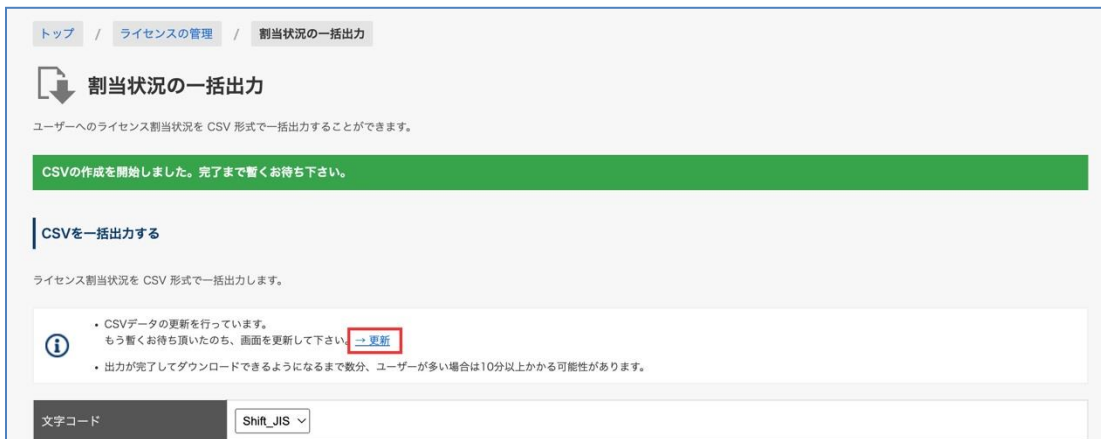 トップ / ライセンスの管理 / 割当状況の一括出力
割当状況の一括出力
ユーザーへのライセンス割当状況を CSV 形式で一括出力することができます。
CSVの作成を開始しました。完了まで暫くお待ち下さい。
CSVを一括出力する
ライセンス割当状況を CSV 形式で一括出力します。
• CSVデータの更新を行っています。
もう暫くお待ち頂いたのち、画面を更新して下さい。→ 更新
• 出力が完了してダウンロードできるようになるまで数分、ユーザーが多い場合は10分以上かかる可能性があります。
文字コード Shift_JIS